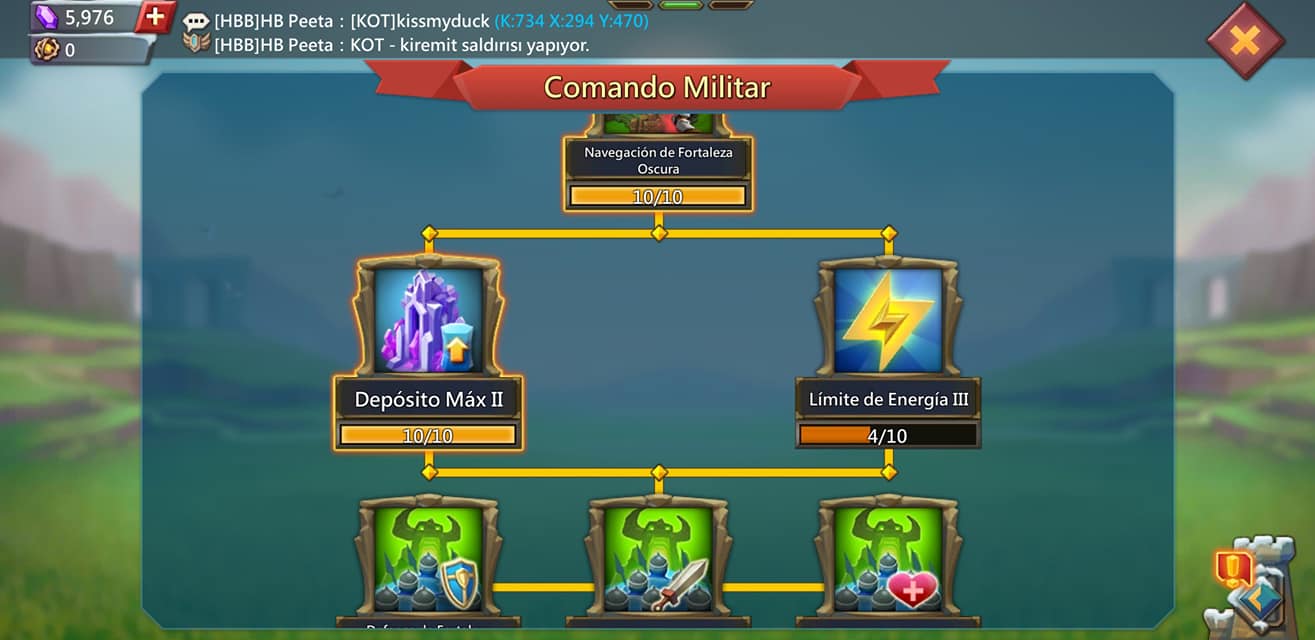 5,976
[HBB]HB Peeta : [KOT]kissmyduck (K:734 X:294 Y:470)
0
[HBB]HB Peeta : KOT - kiremit saldırısı yapıyor.
Comando Militar
Navegación de Fortaleza
Oscura
10/10
Depósito Máx II
10/10
Límite de Energía III
4/10